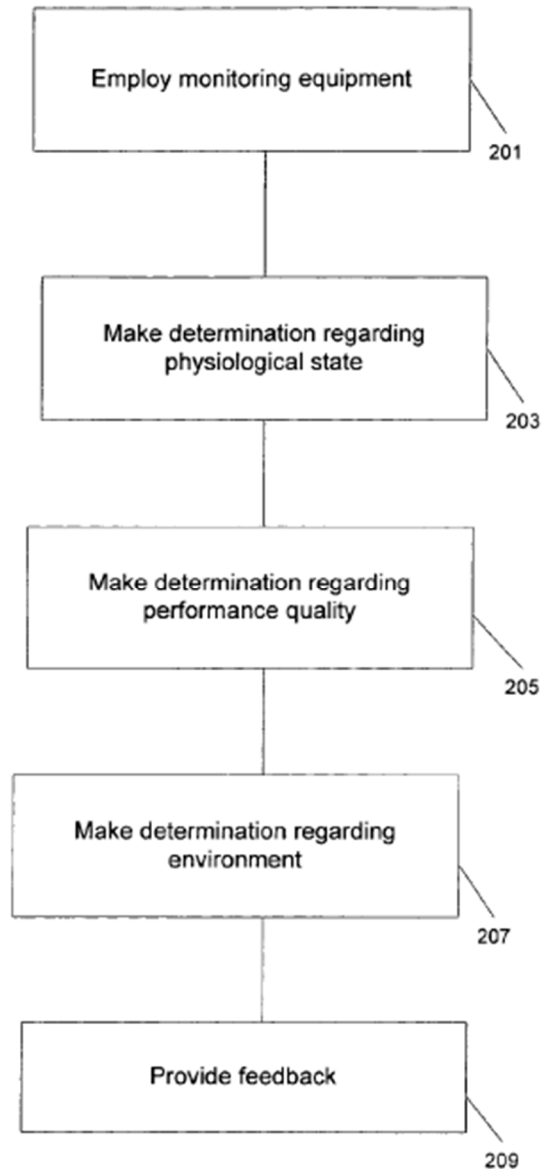 Employ monitoring equipment
201
Make determination regarding
physiological state
203
Make determination regarding
performance quality
205
Make determination regarding
environment
207
Provide feedback
209